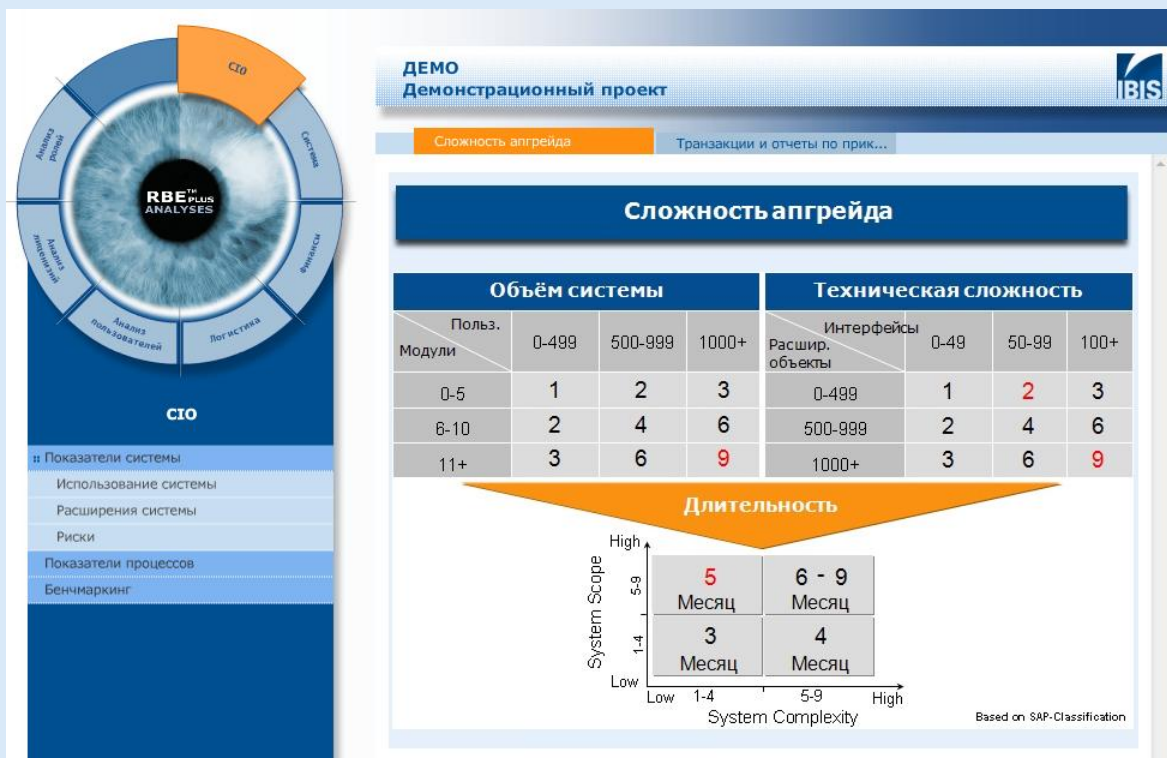 CIO
Система
Финансы
Логистика
Анализ
пользователей
Анализ
лицензий
Анализ
ролей
RBE™
PLUS
ANALYSES
CIO
Показатели системы
Использование системы
Расширения системы
Риски
Показатели процессов
Бенчмаркинг
ДЕМО
Демонстрационный проект
IBIS
Сложность апгрейда
Транзакции и отчеты по прик...
Сложность апгрейда
Объём системы
Польз.
Модули
0-499 500-999 1000+
0-5 1 2 3
6-10 2 4 6
11+ 3 6 9
Техническая сложность
Интерфейсы
Расшир.
объекты
0-49 50-99 100+
0-499 1 2 3
500-999 2 4 6
1000+ 3 6 9
Длительность
High
System Scope
5-9
1-4
Low
5
Месяц
6 - 9
Месяц
3
Месяц
4
Месяц
Low 1-4 5-9 High
System Complexity
Based on SAP-Classification